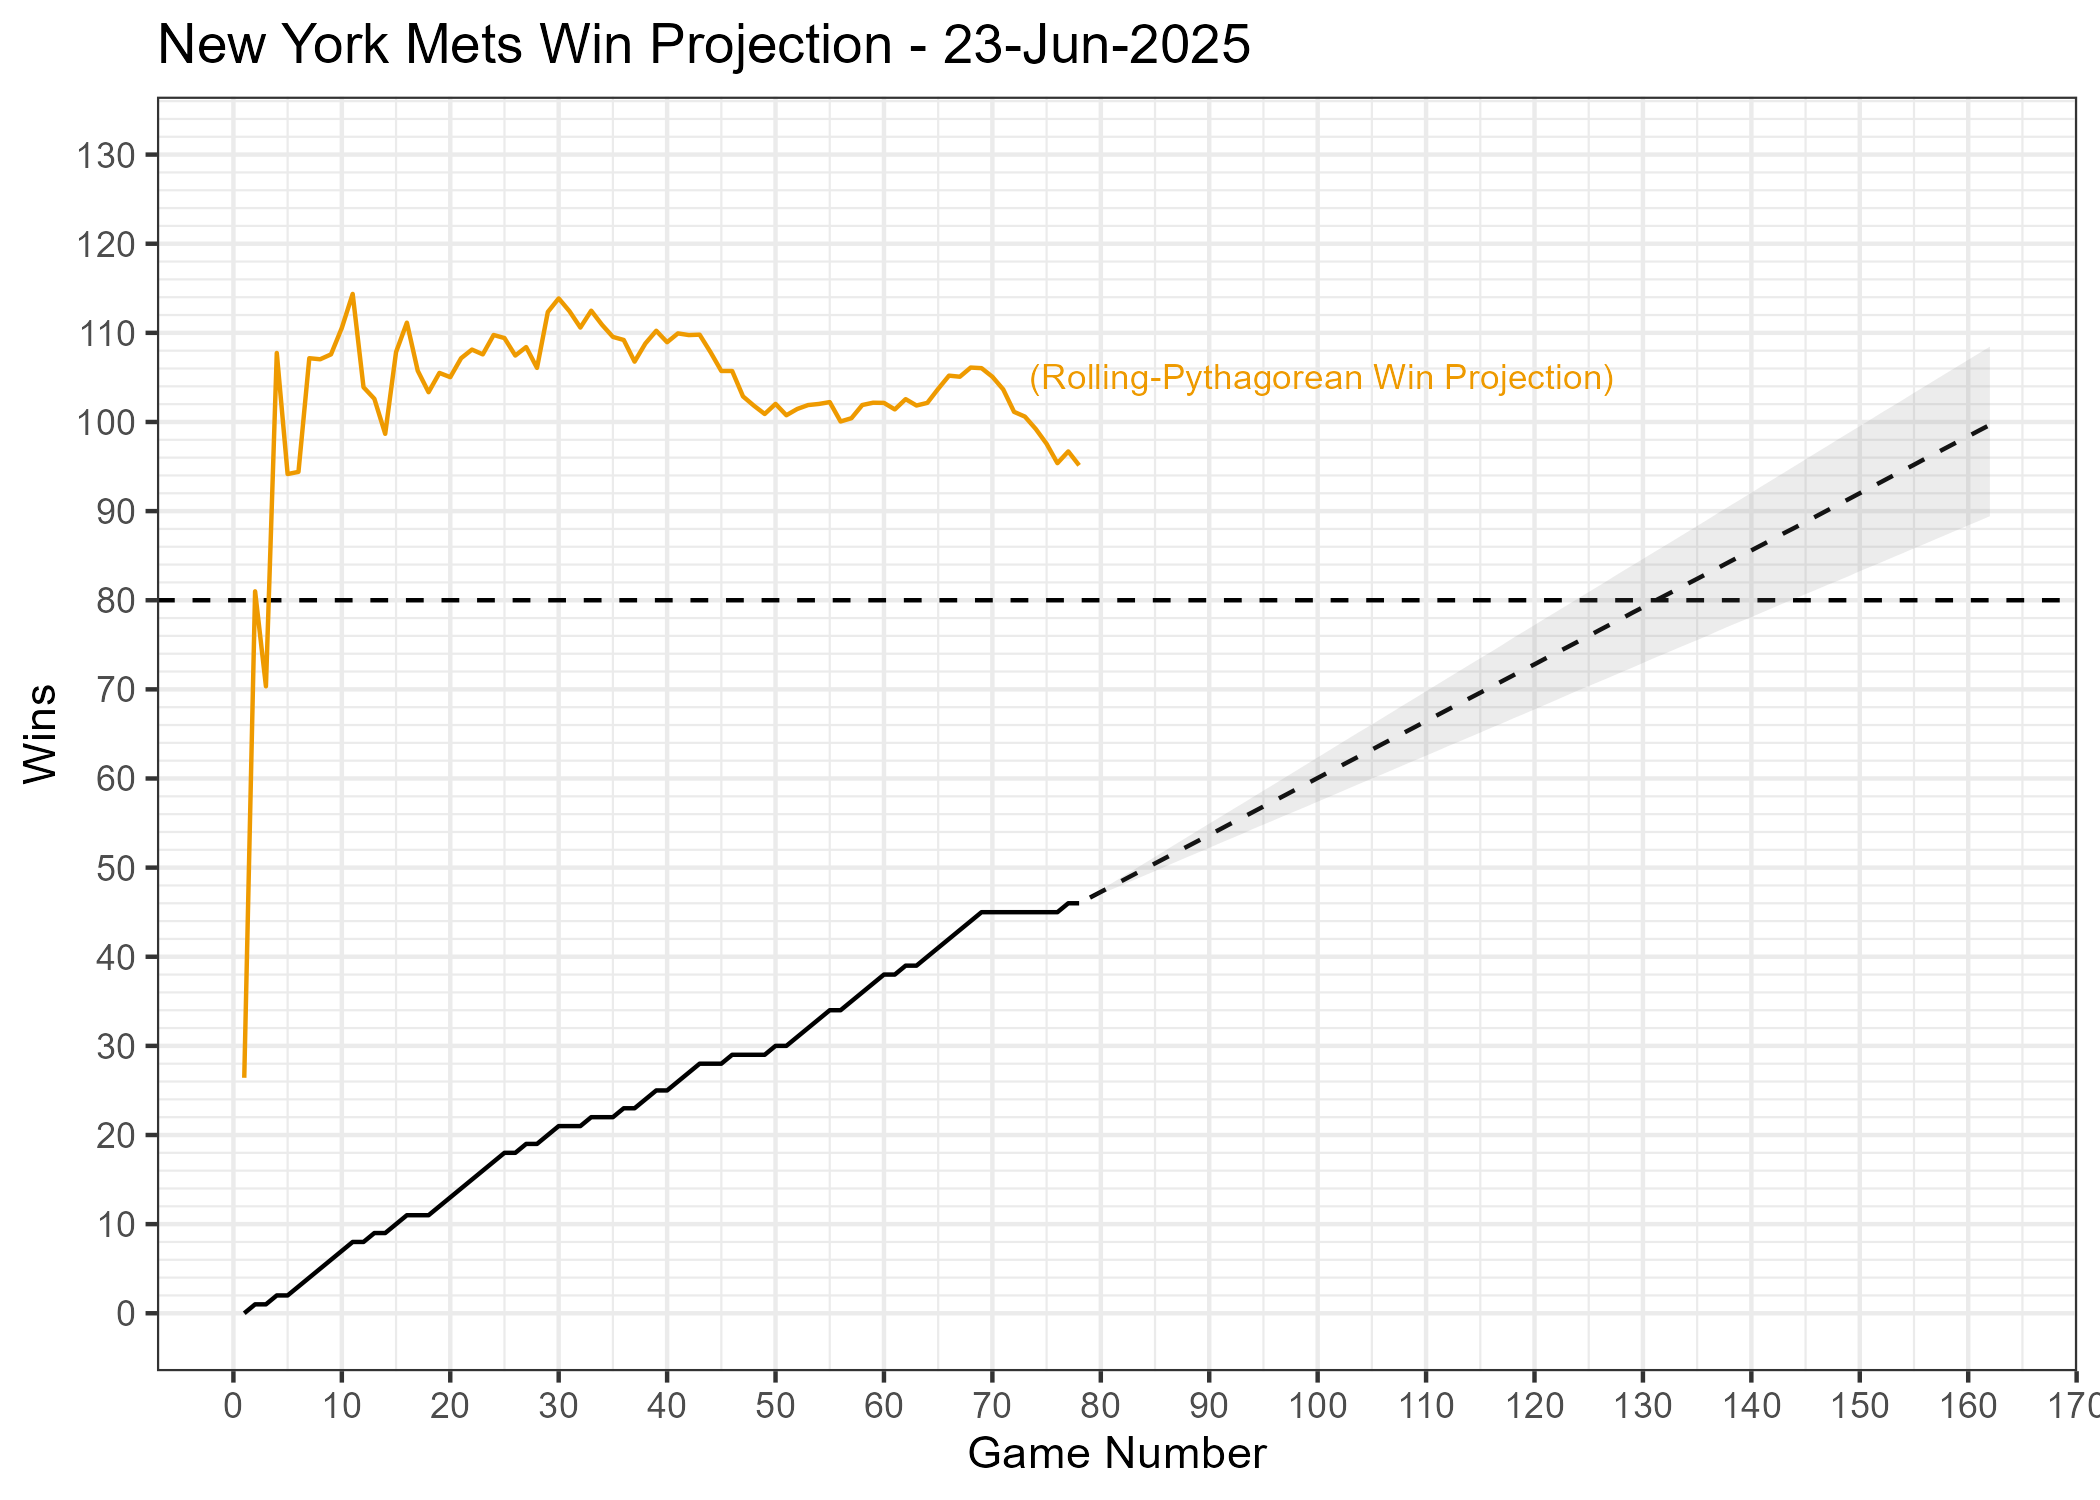 New York Mets Win Projection - 23-Jun-2025
130
120
110
(Rolling-Pythagorean Win Projection)
100
90
80
70
Wins
60
50
40
30
20
10
0
0 10 20 30 40 50 60 70 80 90 100 110 120 130 140 150 160 170
Game Number